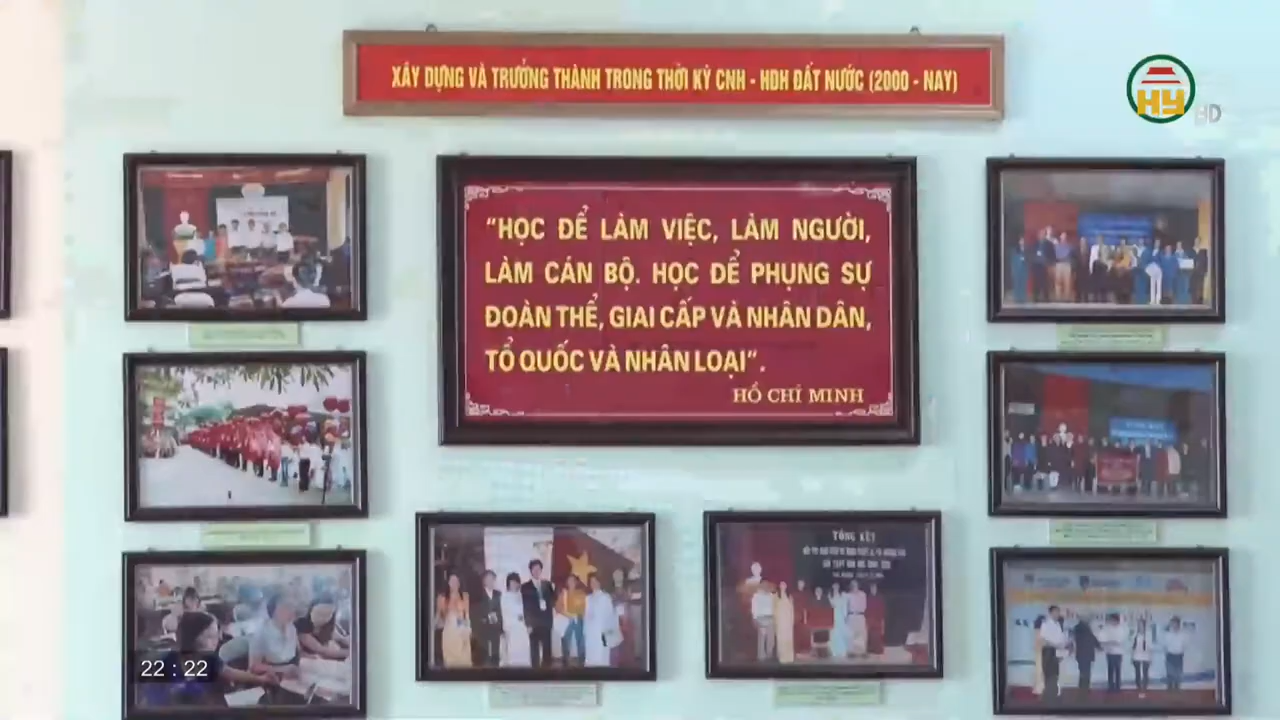 XÂY DỰNG VÀ TRƯỞNG THÀNH TRONG THỜI KỲ CNH - HĐH ĐẤT NƯỚC (2000 - NAY)
HY
HD
“HỌC ĐỂ LÀM VIỆC, LÀM NGƯỜI,
LÀM CÁN BỘ. HỌC ĐỂ PHỤNG SỰ
ĐOÀN THỂ, GIAI CẤP VÀ NHÂN DÂN,
TỔ QUỐC VÀ NHÂN LOẠI”.
HỒ CHÍ MINH
TỔNG KẾT
22 : 22